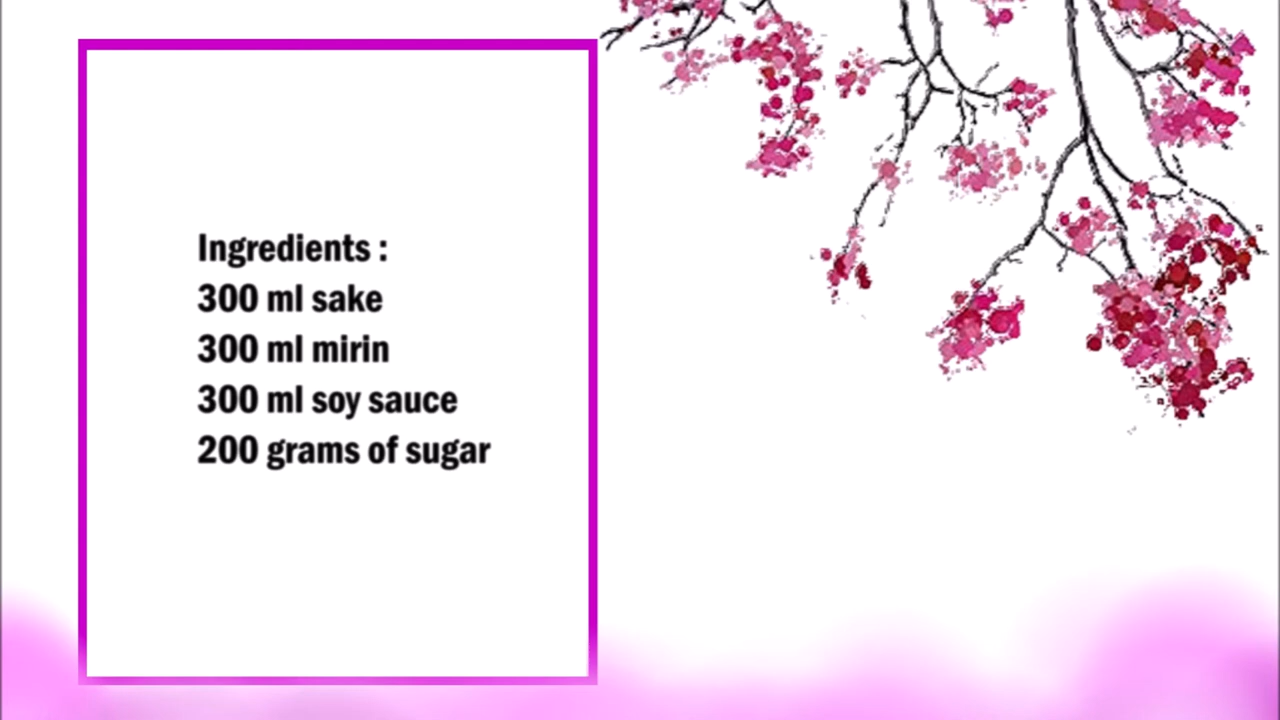 Ingredients :
300 ml sake
300 ml mirin
300 ml soy sauce
200 grams of sugar